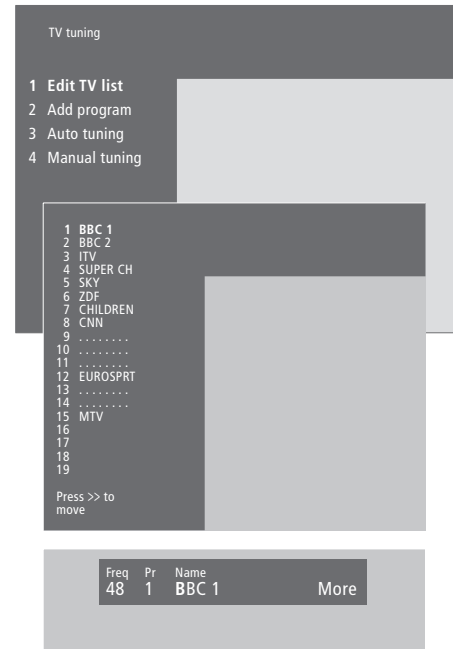 TV tuning
1 Edit TV list
2 Add program
3 Auto tuning
4 Manual tuning
1 BBC 1
2 BBC 2
3 ITV
4 SUPER CH
5 SKY
6 ZDF
7 CHILDREN
8 CNN
9 . . . . . . . .
10 . . . . . . . .
11 . . . . . . . .
12 EUROSPRT
13 . . . . . . . .
14 . . . . . . . .
15 MTV
16
17
18
19
Press >> to
move
Freq Pr Name
48 1 BBC 1 More